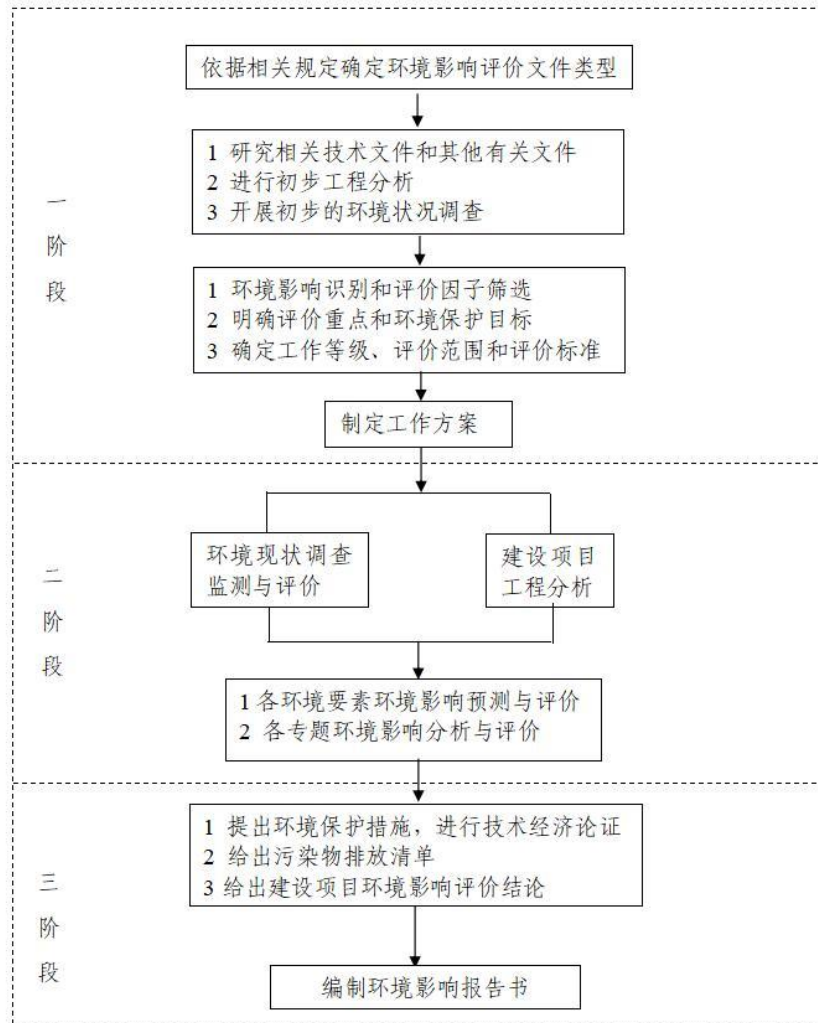 依据相关规定确定环境影响评价文件类型
1 研究相关技术文件和其他有关文件
2 进行初步工程分析
3 开展初步的环境状况调查
一
阶
段
1 环境影响识别和评价因子筛选
2 明确评价重点和环境保护目标
3 确定工作等级、评价范围和评价标准
制定工作方案
二
阶
段
环境现状调查
监测与评价
建设项目
工程分析
1 各环境要素环境影响预测与评价
2 各专题环境影响分析与评价
三
阶
段
1 提出环境保护措施，进行技术经济论证
2 给出污染物排放清单
3 给出建设项目环境影响评价结论
编制环境影响报告书